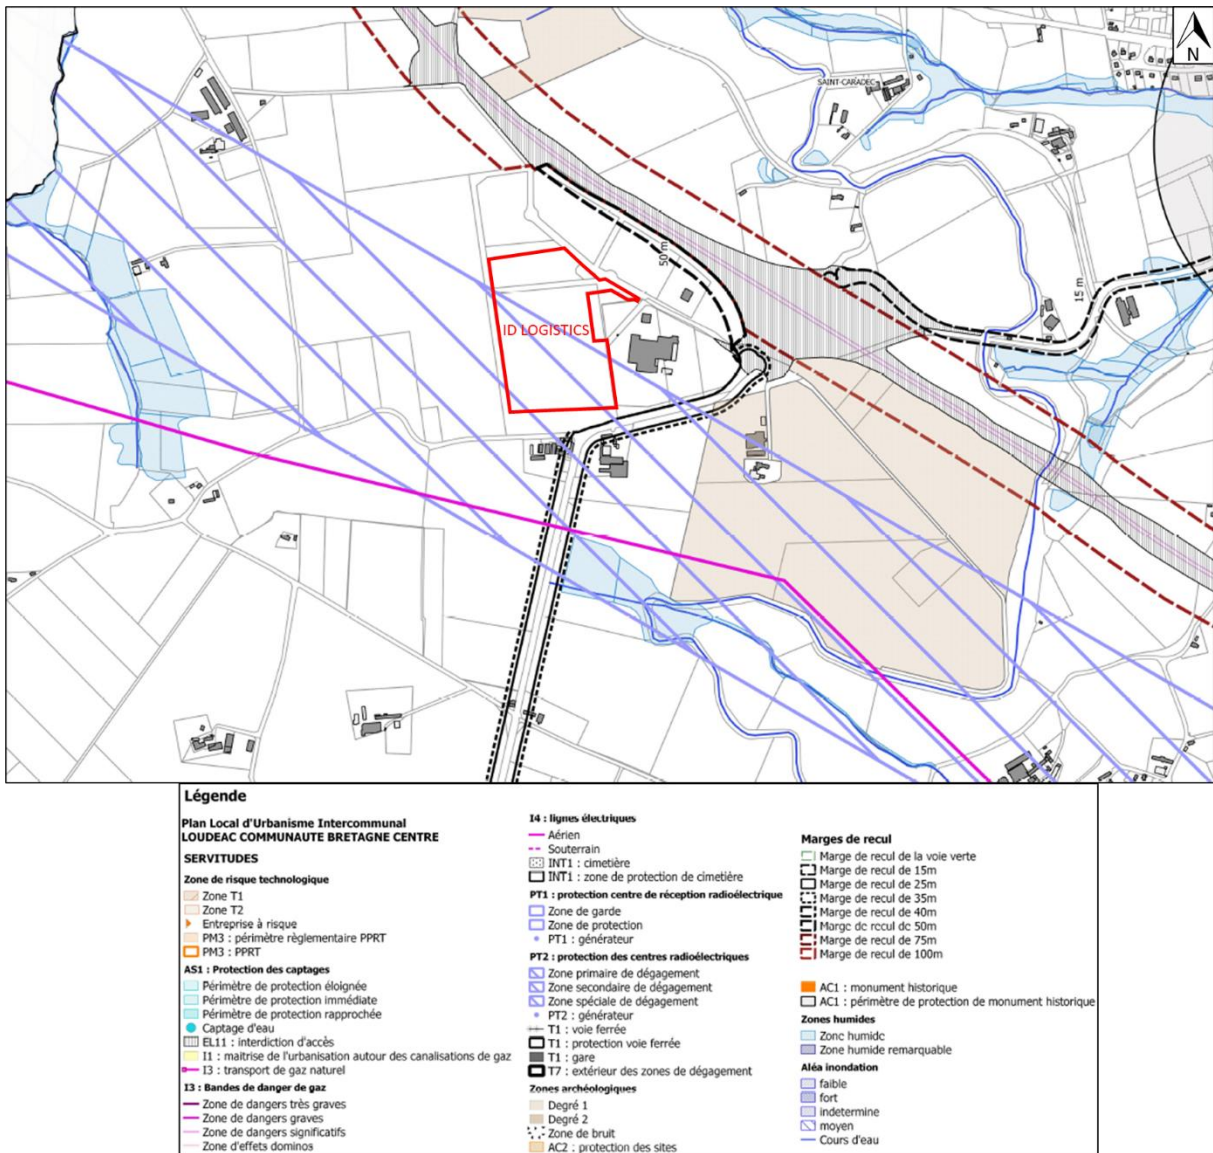 N
SAINT-CARADEC
50 m
15 m
ID LOGISTICS
Légende
Plan Local d'Urbanisme Intercommunal
LOUDEAC COMMUNAUTE BRETAGNE CENTRE
SERVITUDES
Zone de risque technologique
Zone T1
Zone T2
Entreprise à risque
PM3 : périmètre règlementaire PPRT
PM3 : PPRT
AS1 : Protection des captages
Périmètre de protection éloignée
Périmètre de protection immédiate
Périmètre de protection rapprochée
Captage d'eau
EL11 : interdiction d'accès
I1 : maitrise de l'urbanisation autour des canalisations de gaz
I3 : transport de gaz naturel
I3 : Bandes de danger de gaz
Zone de dangers très graves
Zone de dangers graves
Zone de dangers significatifs
Zone d'effets dominos
I4 : lignes électriques
Aérien
Souterrain
INT1 : cimetière
INT1 : zone de protection de cimetière
PT1 : protection centre de réception radioélectrique
Zone de garde
Zone de protection
PT1 : générateur
PT2 : protection des centres radioélectriques
Zone primaire de dégagement
Zone secondaire de dégagement
Zone spéciale de dégagement
PT2 : générateur
T1 : voie ferrée
T1 : protection voie ferrée
T1 : gare
T7 : extérieur des zones de dégagement
Zones archéologiques
Degré 1
Degré 2
Zone de bruit
AC2 : protection des sites
Marges de recul
Marge de recul de la voie verte
Marge de recul de 15m
Marge de recul de 25m
Marge de recul de 35m
Marge de recul de 40m
Marge de recul de 50m
Marge de recul de 75m
Marge de recul de 100m
AC1 : monument historique
AC1 : périmètre de protection de monument historique
Zones humides
Zone humide
Zone humide remarquable
Aléa inondation
faible
fort
indetermine
moyen
Cours d'eau